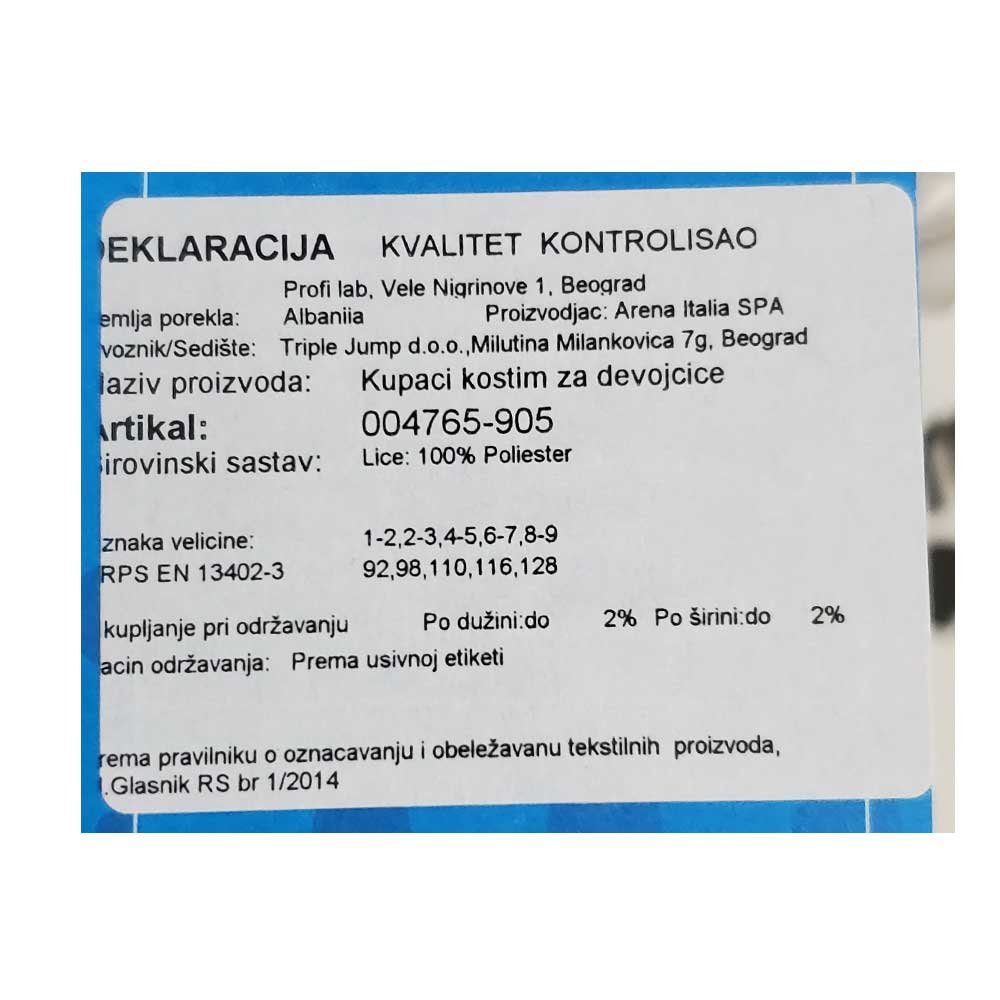 DEKLARACIJA KVALITET KONTROLISAO
Profi lab, Vele Nigrinove 1, Beograd
emlja porekla: Albaniia Proizvodjac: Arena Italia SPA
voznik/Sedište: Triple Jump d.o.o.,Milutina Milankovica 7g, Beograd
aziv proizvoda: Kupaci kostim za devojcice
Artikal: 004765-905
irovinski sastav: Lice: 100% Poliester
znaka velicine: 1-2,2-3,4-5,6-7,8-9
RPS EN 13402-3 92,98,110,116,128
kupljanje pri održavanju Po dužini:do 2% Po širini:do 2%
acin održavanja: Prema usivnoj etiketi
rema pravilniku o oznacavanju i obeležavanu tekstilnih proizvoda,
.Glasnik RS br 1/2014